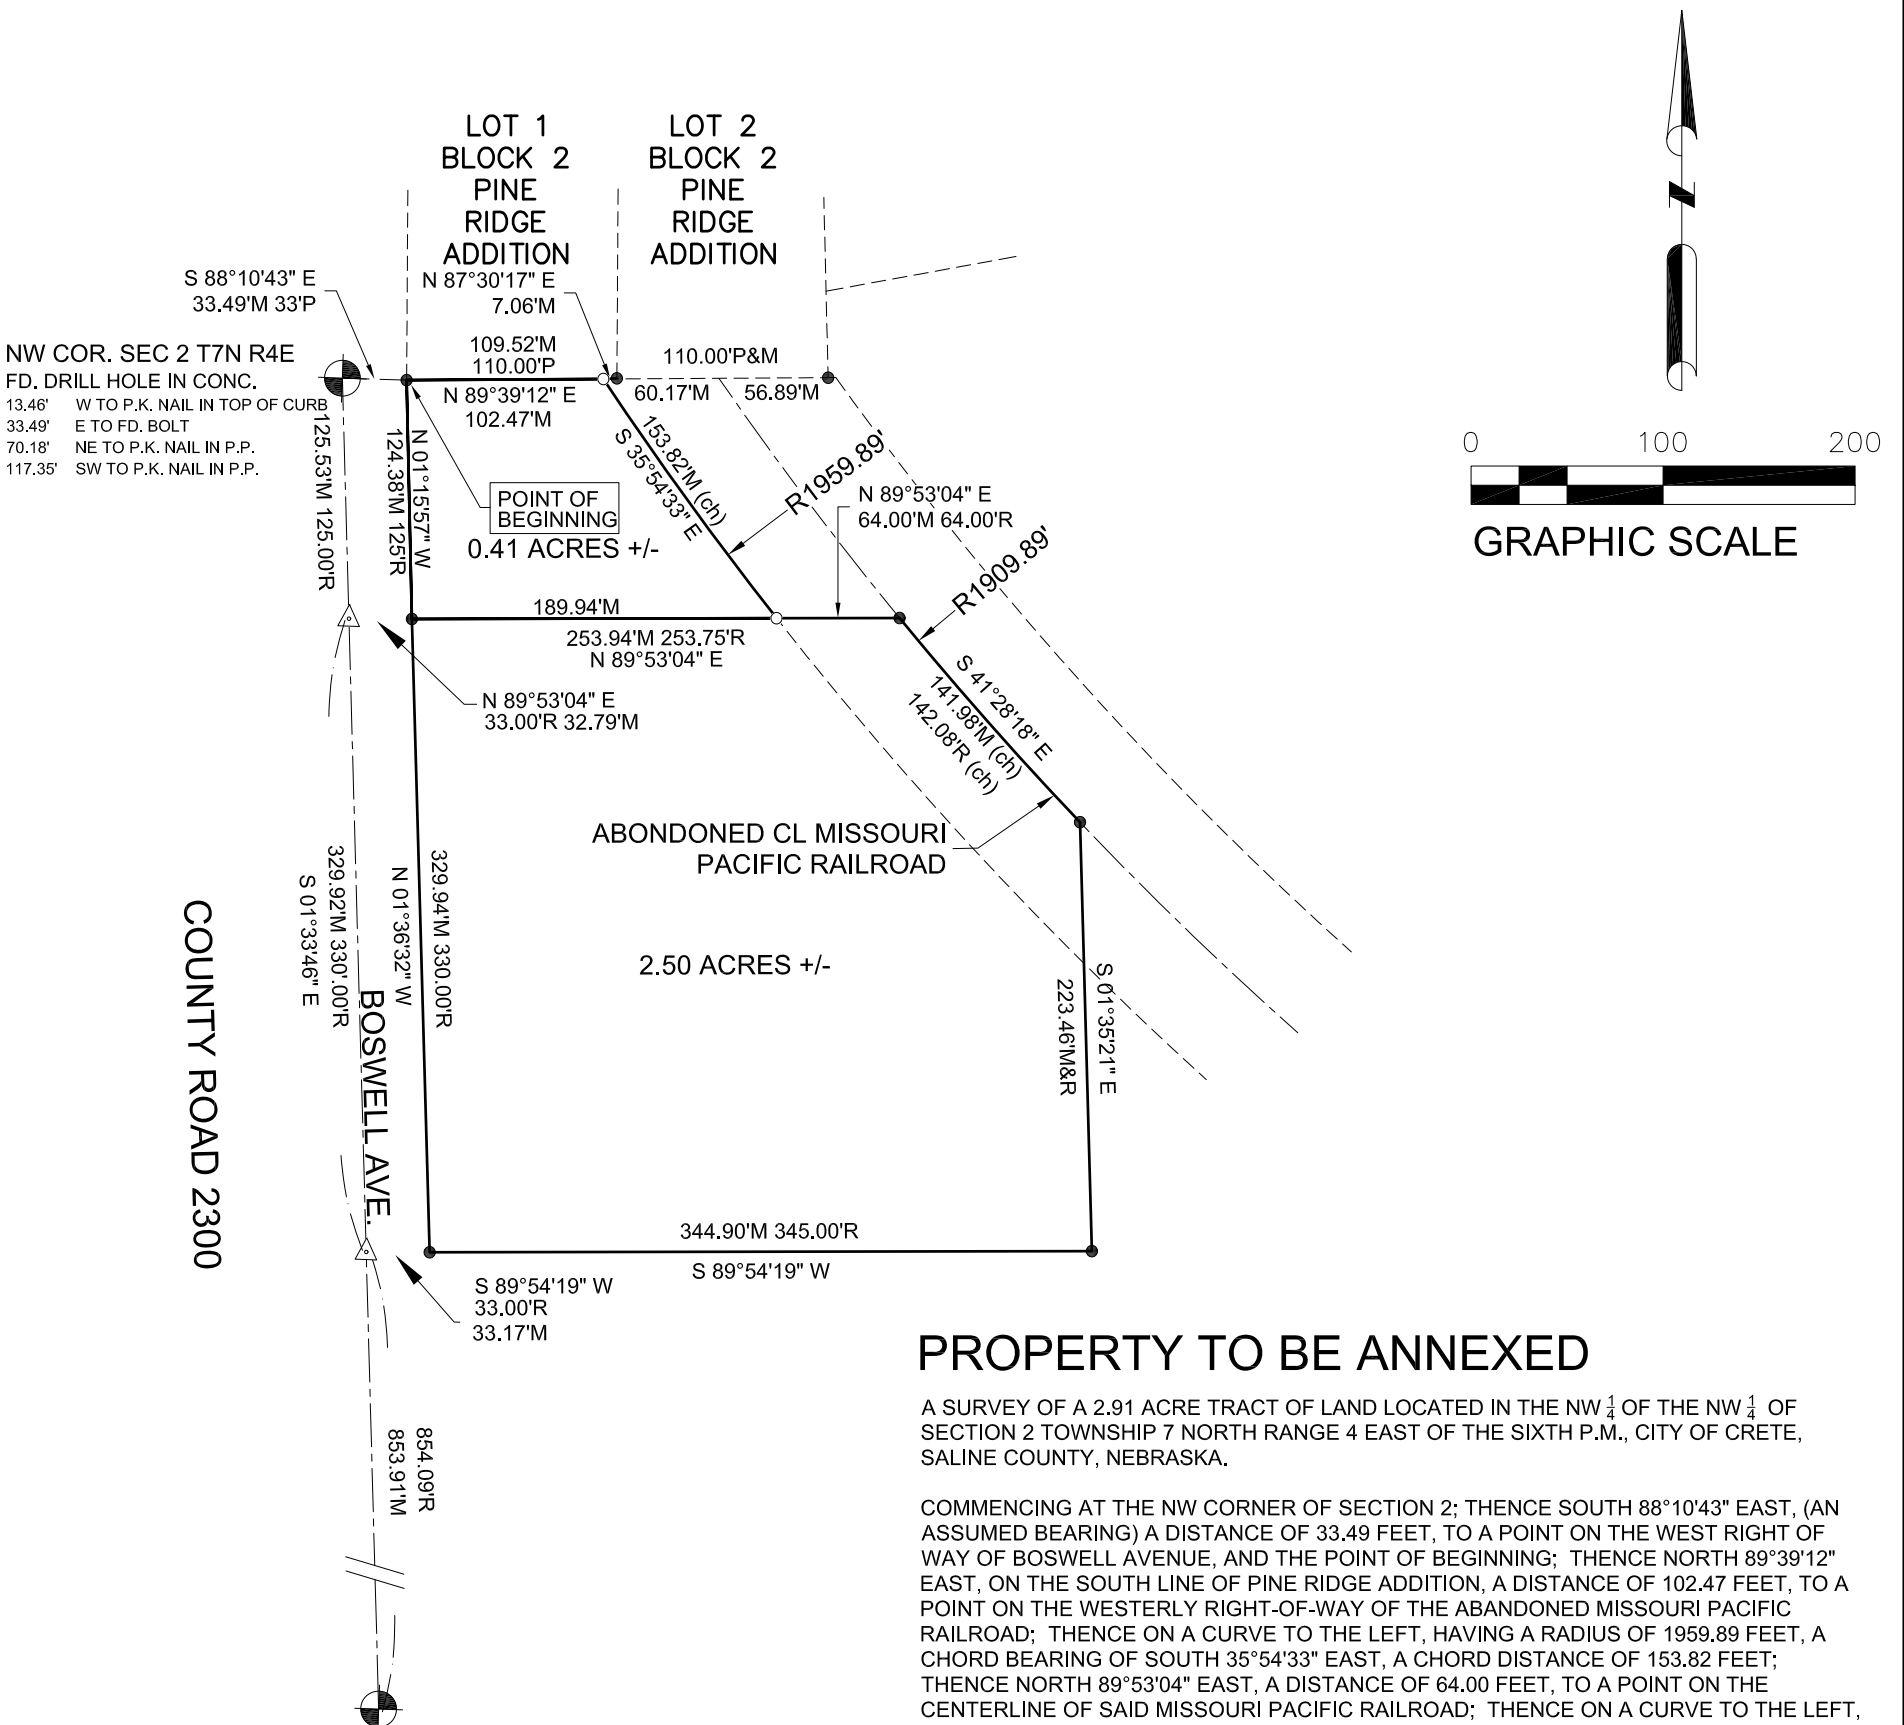 LOT 1
BLOCK 2
PINE
RIDGE
ADDITION
LOT 2
BLOCK 2
PINE
RIDGE
ADDITION
N
S 88°10'43" E
33.49'M 33'P
N 87°30'17" E
7.06'M
NW COR. SEC 2 T7N R4E
FD. DRILL HOLE IN CONC.
13.46' W TO P.K. NAIL IN TOP OF CURB
33.49' E TO FD. BOLT
70.18' NE TO P.K. NAIL IN P.P.
117.35' SW TO P.K. NAIL IN P.P.
109.52'M
110.00'P
N 89°39'12" E
102.47'M
110.00'P&M
60.17'M 56.89'M
0 100 200
GRAPHIC SCALE
125.53'M 125.00'R
N 01°15'57" W
124.38'M 125'R
153.82'M (ch)
S 35°54'33" E
R1959.89'
POINT OF
BEGINNING
0.41 ACRES +/-
N 89°53'04" E
64.00'M 64.00'R
R1909.89'
189.94'M
253.94'M 253.75'R
N 89°53'04" E
N 89°53'04" E
33.00'R 32.79'M
S 41°28'18" E
141.98'M (ch)
142.08'R (ch)
ABONDONED CL MISSOURI
PACIFIC RAILROAD
2.50 ACRES +/-
329.94'M 330.00'R
N 01°36'32" W
329.92'M 330'.00'R
S 01°33'46" E
BOSWELL AVE.
COUNTY ROAD 2300
S 01°35'21" E
223.46'M&R
344.90'M 345.00'R
S 89°54'19" W
S 89°54'19" W
33.00'R
33.17'M
854.09'R
853.91'M
PROPERTY TO BE ANNEXED
A SURVEY OF A 2.91 ACRE TRACT OF LAND LOCATED IN THE NW 1/4 OF THE NW 1/4 OF
SECTION 2 TOWNSHIP 7 NORTH RANGE 4 EAST OF THE SIXTH P.M., CITY OF CRETE,
SALINE COUNTY, NEBRASKA.
COMMENCING AT THE NW CORNER OF SECTION 2; THENCE SOUTH 88°10'43" EAST, (AN
ASSUMED BEARING) A DISTANCE OF 33.49 FEET, TO A POINT ON THE WEST RIGHT OF
WAY OF BOSWELL AVENUE, AND THE POINT OF BEGINNING; THENCE NORTH 89°39'12"
EAST, ON THE SOUTH LINE OF PINE RIDGE ADDITION, A DISTANCE OF 102.47 FEET, TO A
POINT ON THE WESTERLY RIGHT-OF-WAY OF THE ABANDONED MISSOURI PACIFIC
RAILROAD; THENCE ON A CURVE TO THE LEFT, HAVING A RADIUS OF 1959.89 FEET, A
CHORD BEARING OF SOUTH 35°54'33" EAST, A CHORD DISTANCE OF 153.82 FEET;
THENCE NORTH 89°53'04" EAST, A DISTANCE OF 64.00 FEET, TO A POINT ON THE
CENTERLINE OF SAID MISSOURI PACIFIC RAILROAD; THENCE ON A CURVE TO THE LEFT,